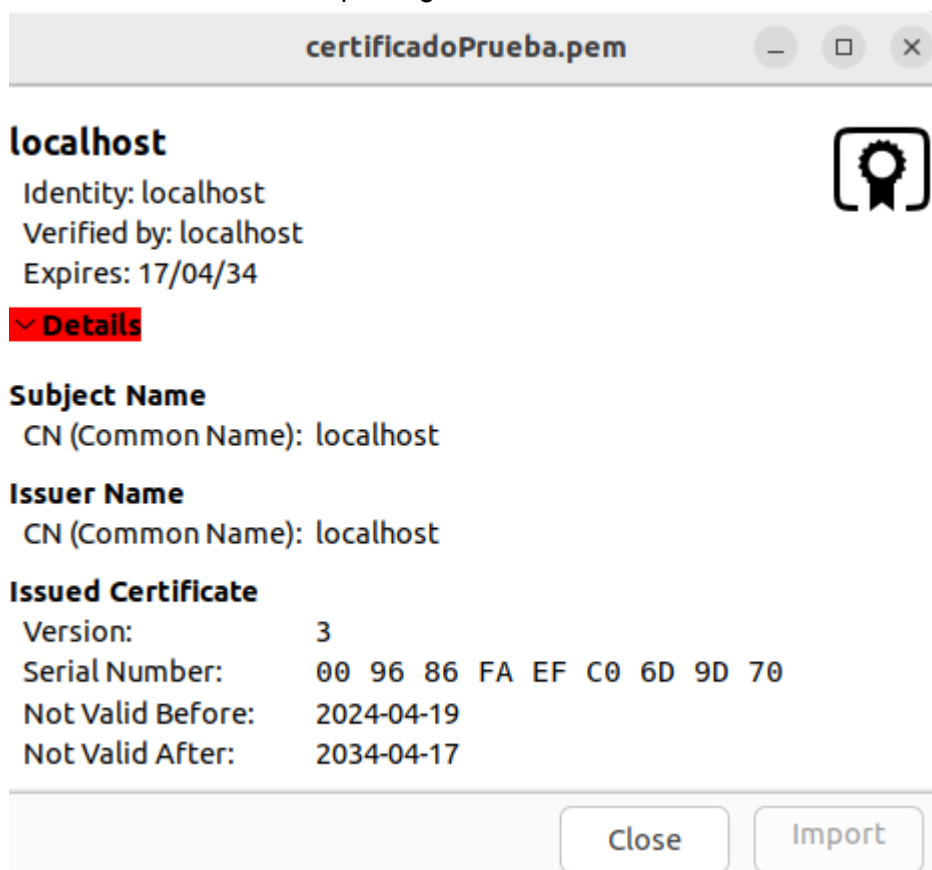 certificadoPrueba.pem
localhost
Identity: localhost
Verified by: localhost
Expires: 17/04/34
Details
Subject Name
CN (Common Name): localhost
Issuer Name
CN (Common Name): localhost
Issued Certificate
Version: 3
Serial Number: 00 96 86 FA EF C0 6D 9D 70
Not Valid Before: 2024-04-19
Not Valid After: 2034-04-17
Close Import